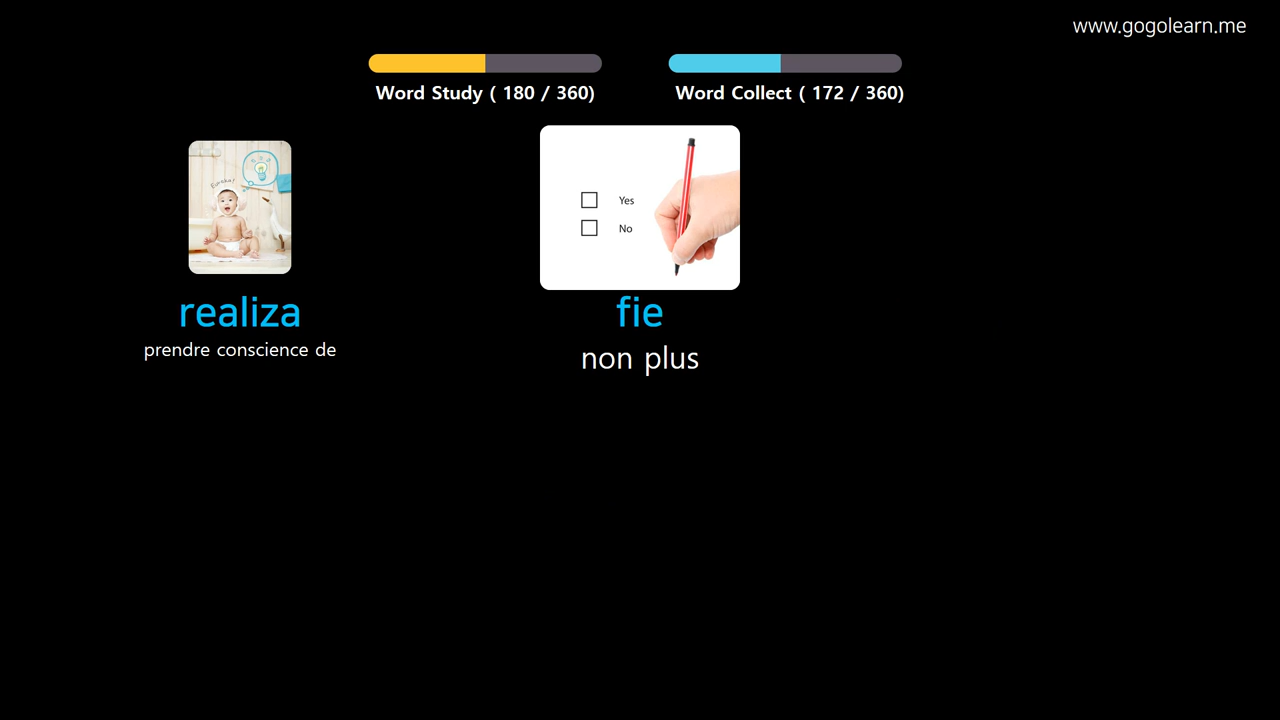 www.gogolearn.me
Word Study ( 180 / 360)
Word Collect ( 172 / 360)
Eureka!
Yes
No
realiza
prendre conscience de
fie
non plus